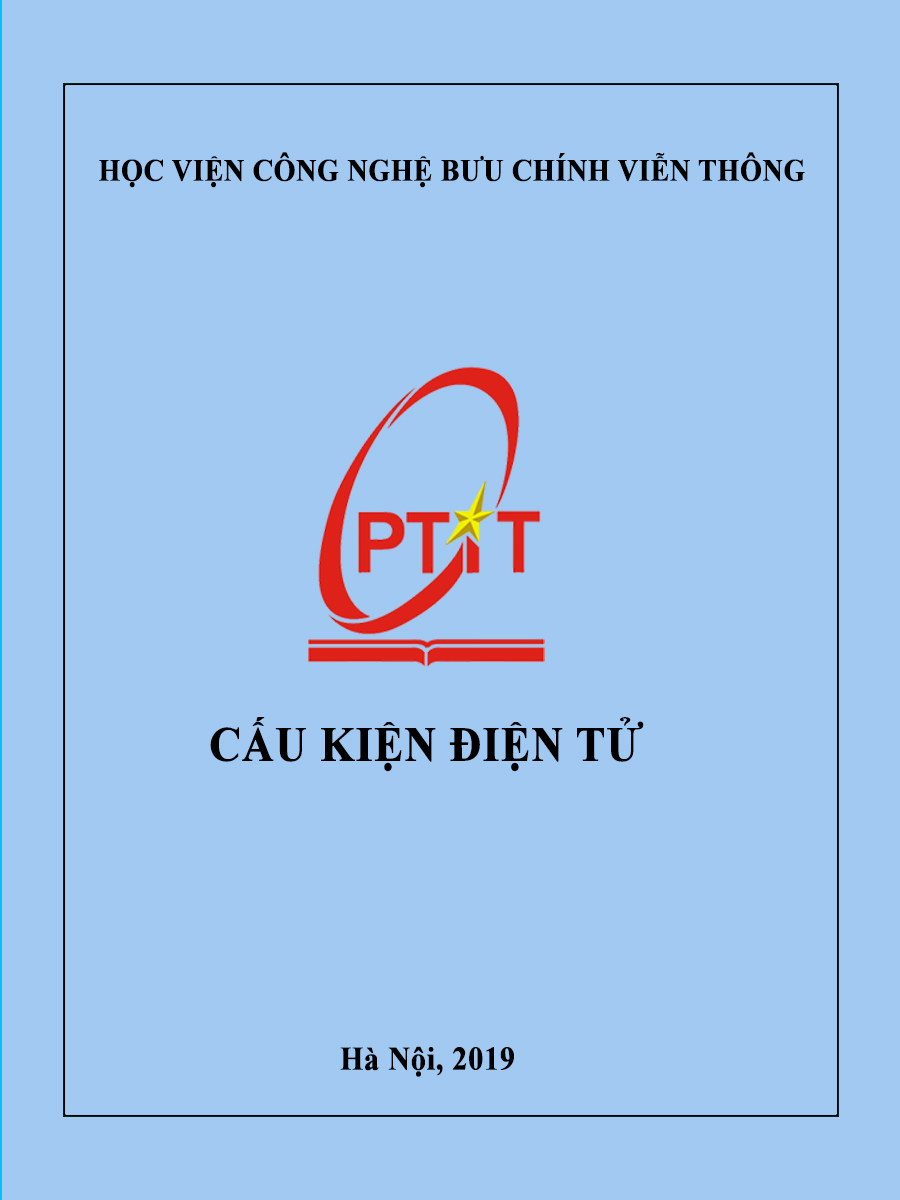 HỌC VIỆN CÔNG NGHỆ BƯU CHÍNH VIỄN THÔNG
PTIT
CẤU KIỆN ĐIỆN TỬ
Hà Nội, 2019